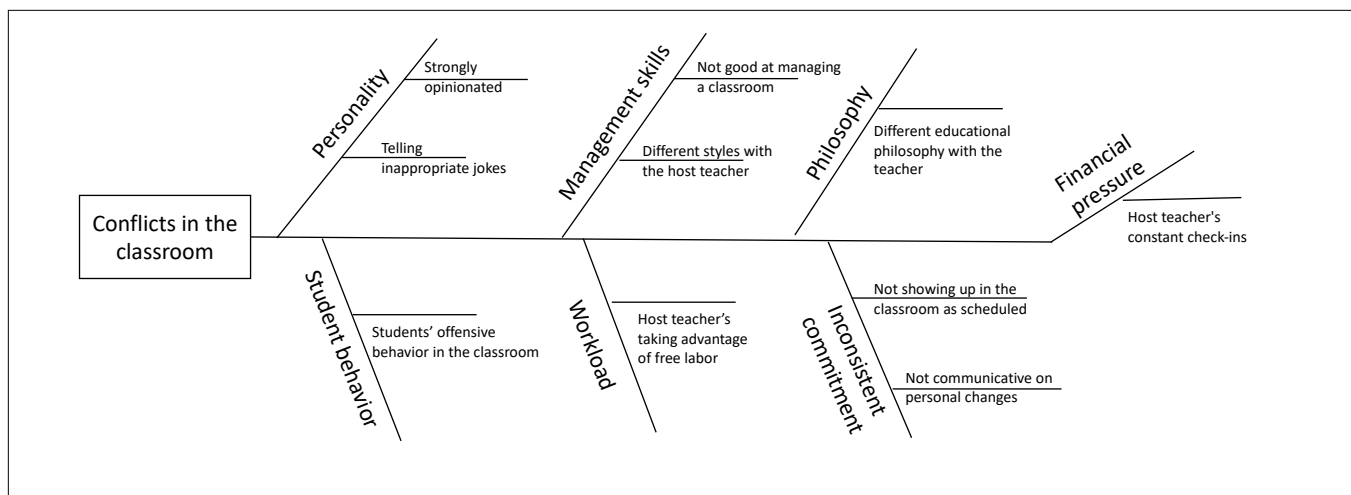 Conflicts in the
classroom
Personality
Strongly
opinionated
Telling
inappropriate jokes
Management skills
Not good at managing
a classroom
Different styles with
the host teacher
Philosophy
Different educational
philosophy with the
teacher
Financial
pressure
Host teacher's
constant check-ins
Student behavior
Students’ offensive
behavior in the classroom
Workload
Host teacher’s
taking advantage
of free labor
Inconsistent
commitment
Not showing up in the
classroom as scheduled
Not communicative on
personal changes